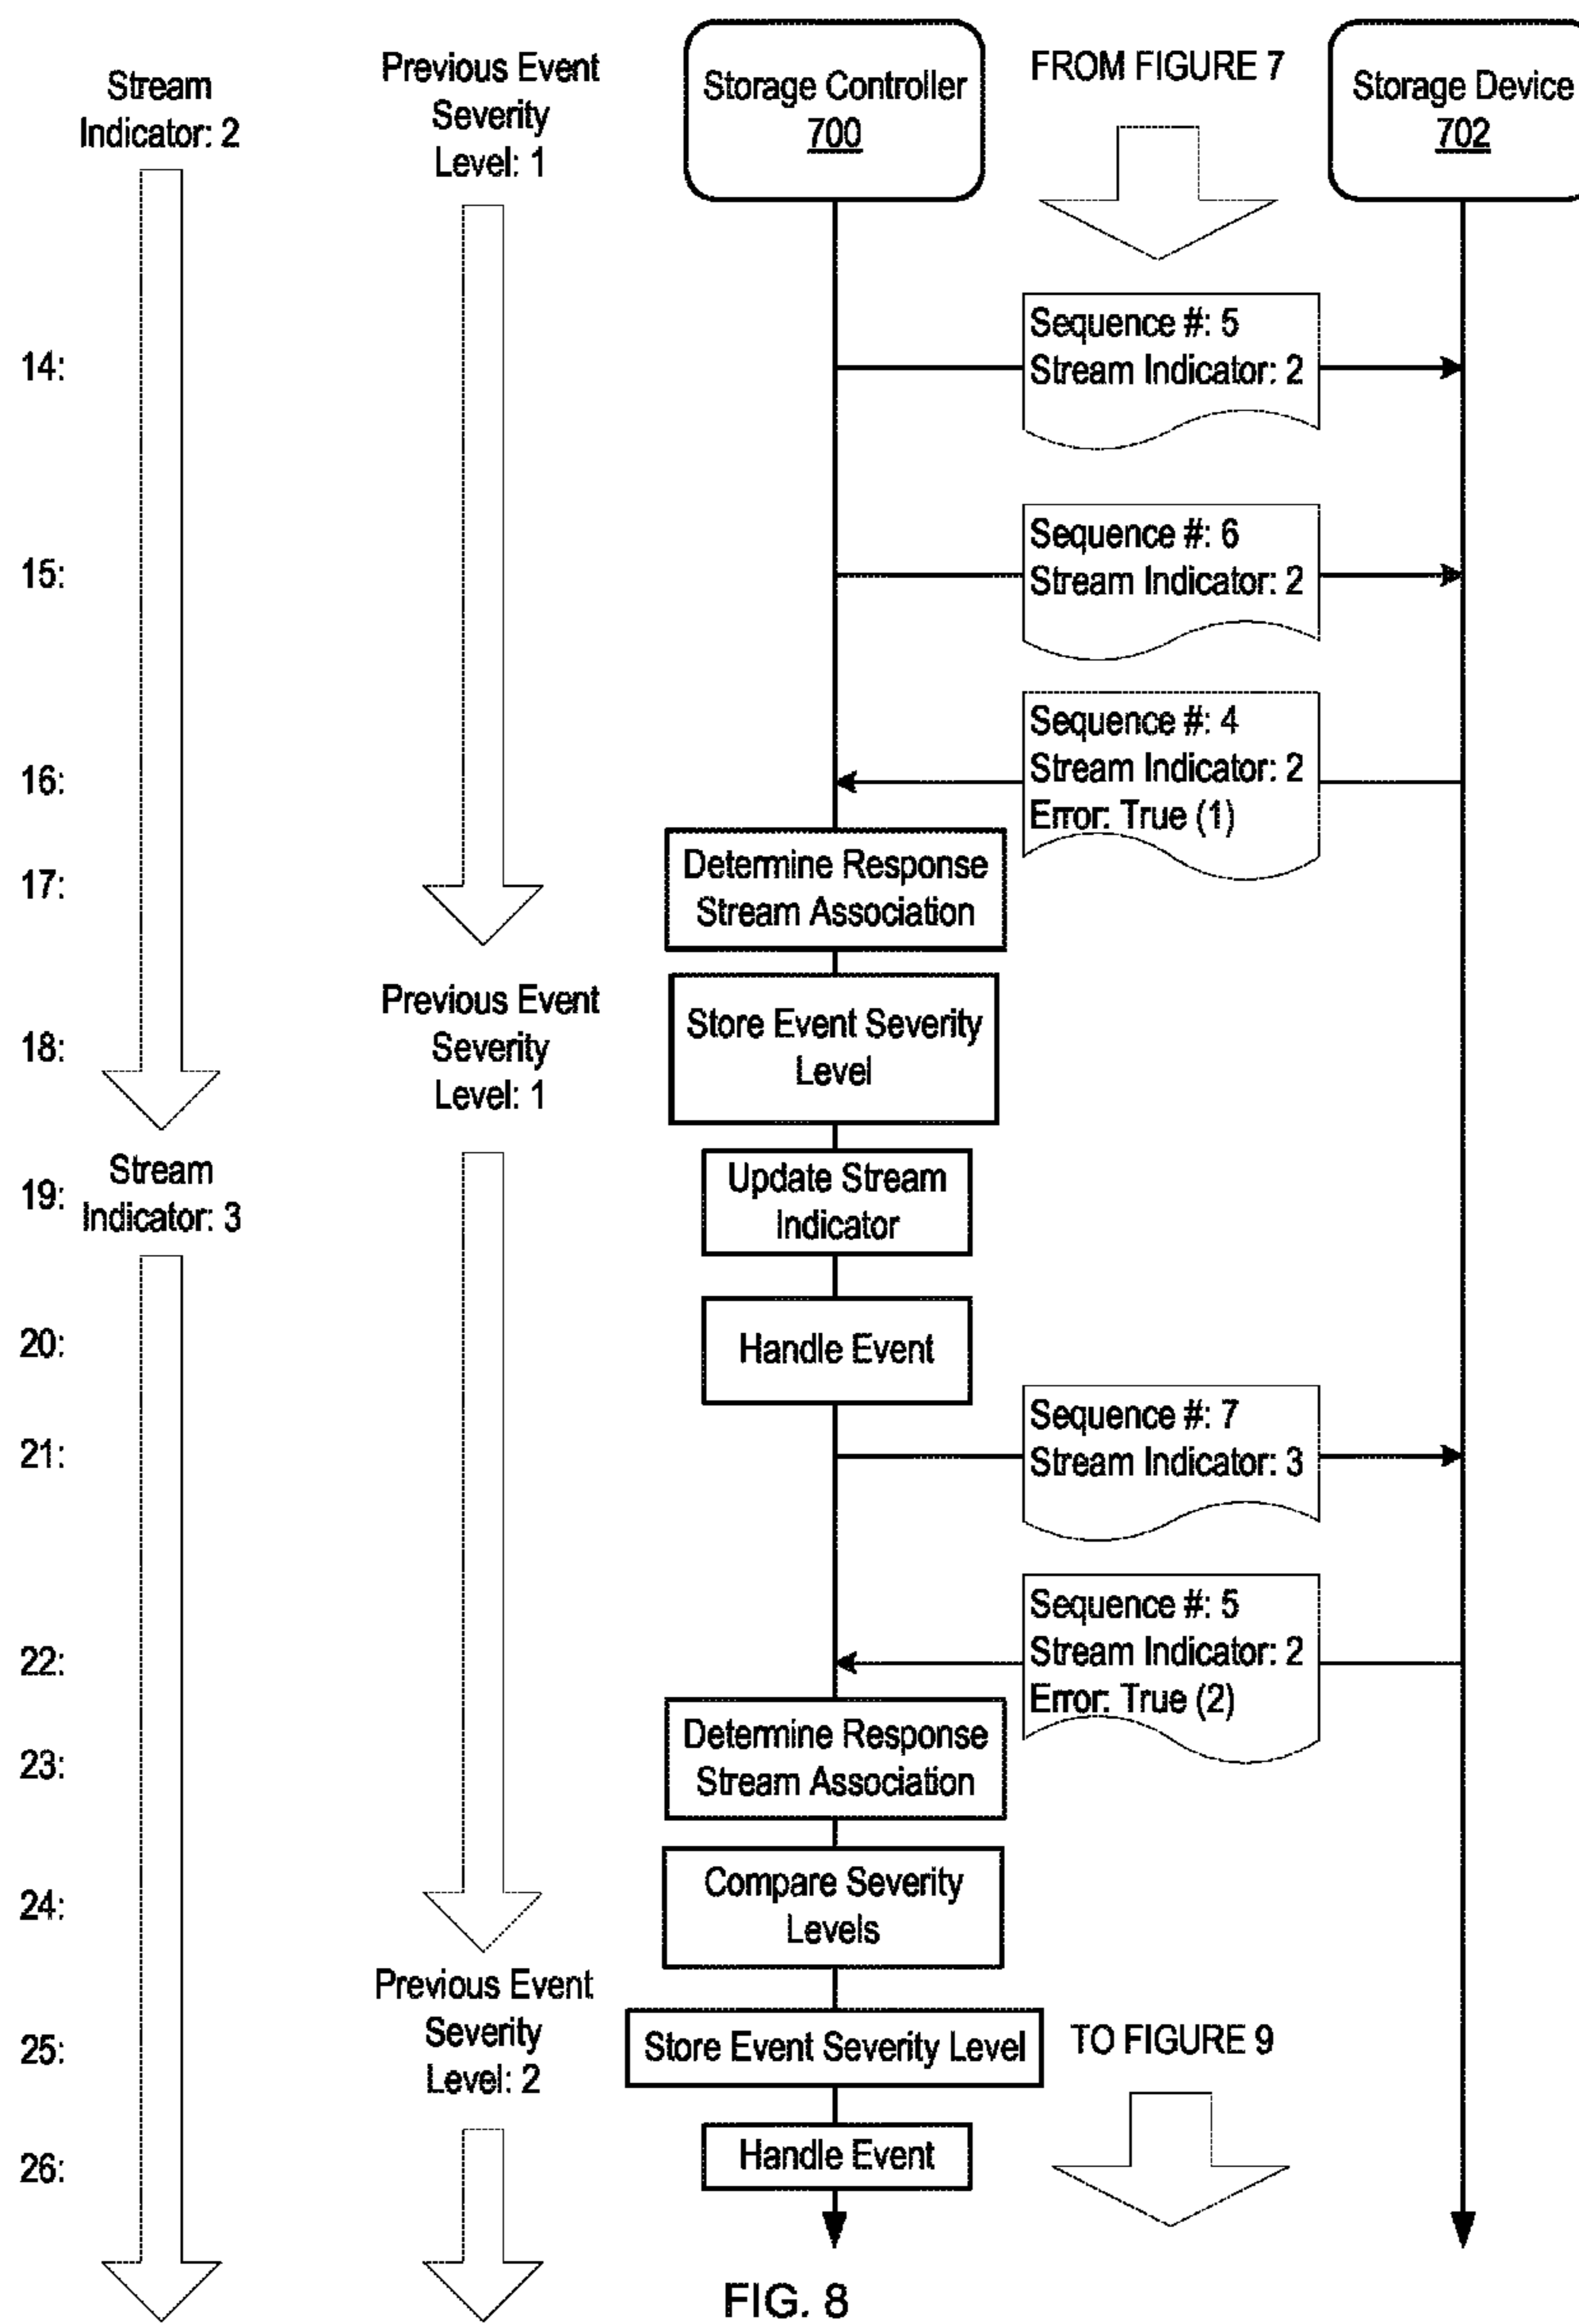 Stream
Indicator: 2
Previous Event
Severity
Level: 1
Storage Controller
700
FROM FIGURE 7
Storage Device
702
14:
Sequence #: 5
Stream Indicator: 2
15:
Sequence #: 6
Stream Indicator: 2
16:
Sequence #: 4
Stream Indicator: 2
Error: True (1)
17:
Determine Response
Stream Association
18:
Previous Event
Severity
Level: 1
Store Event Severity
Level
19:
Stream
Indicator: 3
Update Stream
Indicator
20:
Handle Event
21:
Sequence #: 7
Stream Indicator: 3
22:
Sequence #: 5
Stream Indicator: 2
Error: True (2)
23:
Determine Response
Stream Association
24:
Compare Severity
Levels
25:
Previous Event
Severity
Level: 2
Store Event Severity Level
TO FIGURE 9
26:
Handle Event
FIG. 8